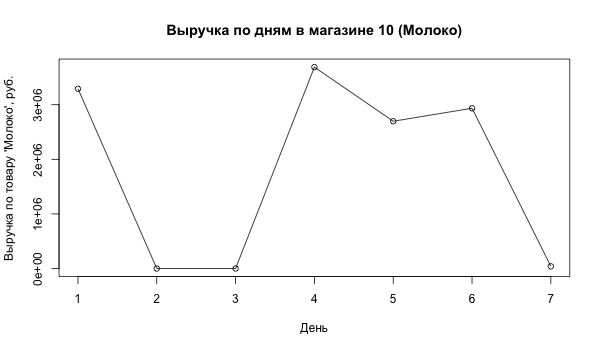 Выручка по дням в магазине 10 (Молоко)
Выручка по товару 'Молоко', руб.
3e+06
2e+06
1e+06
0e+00
1 2 3 4 5 6 7
День